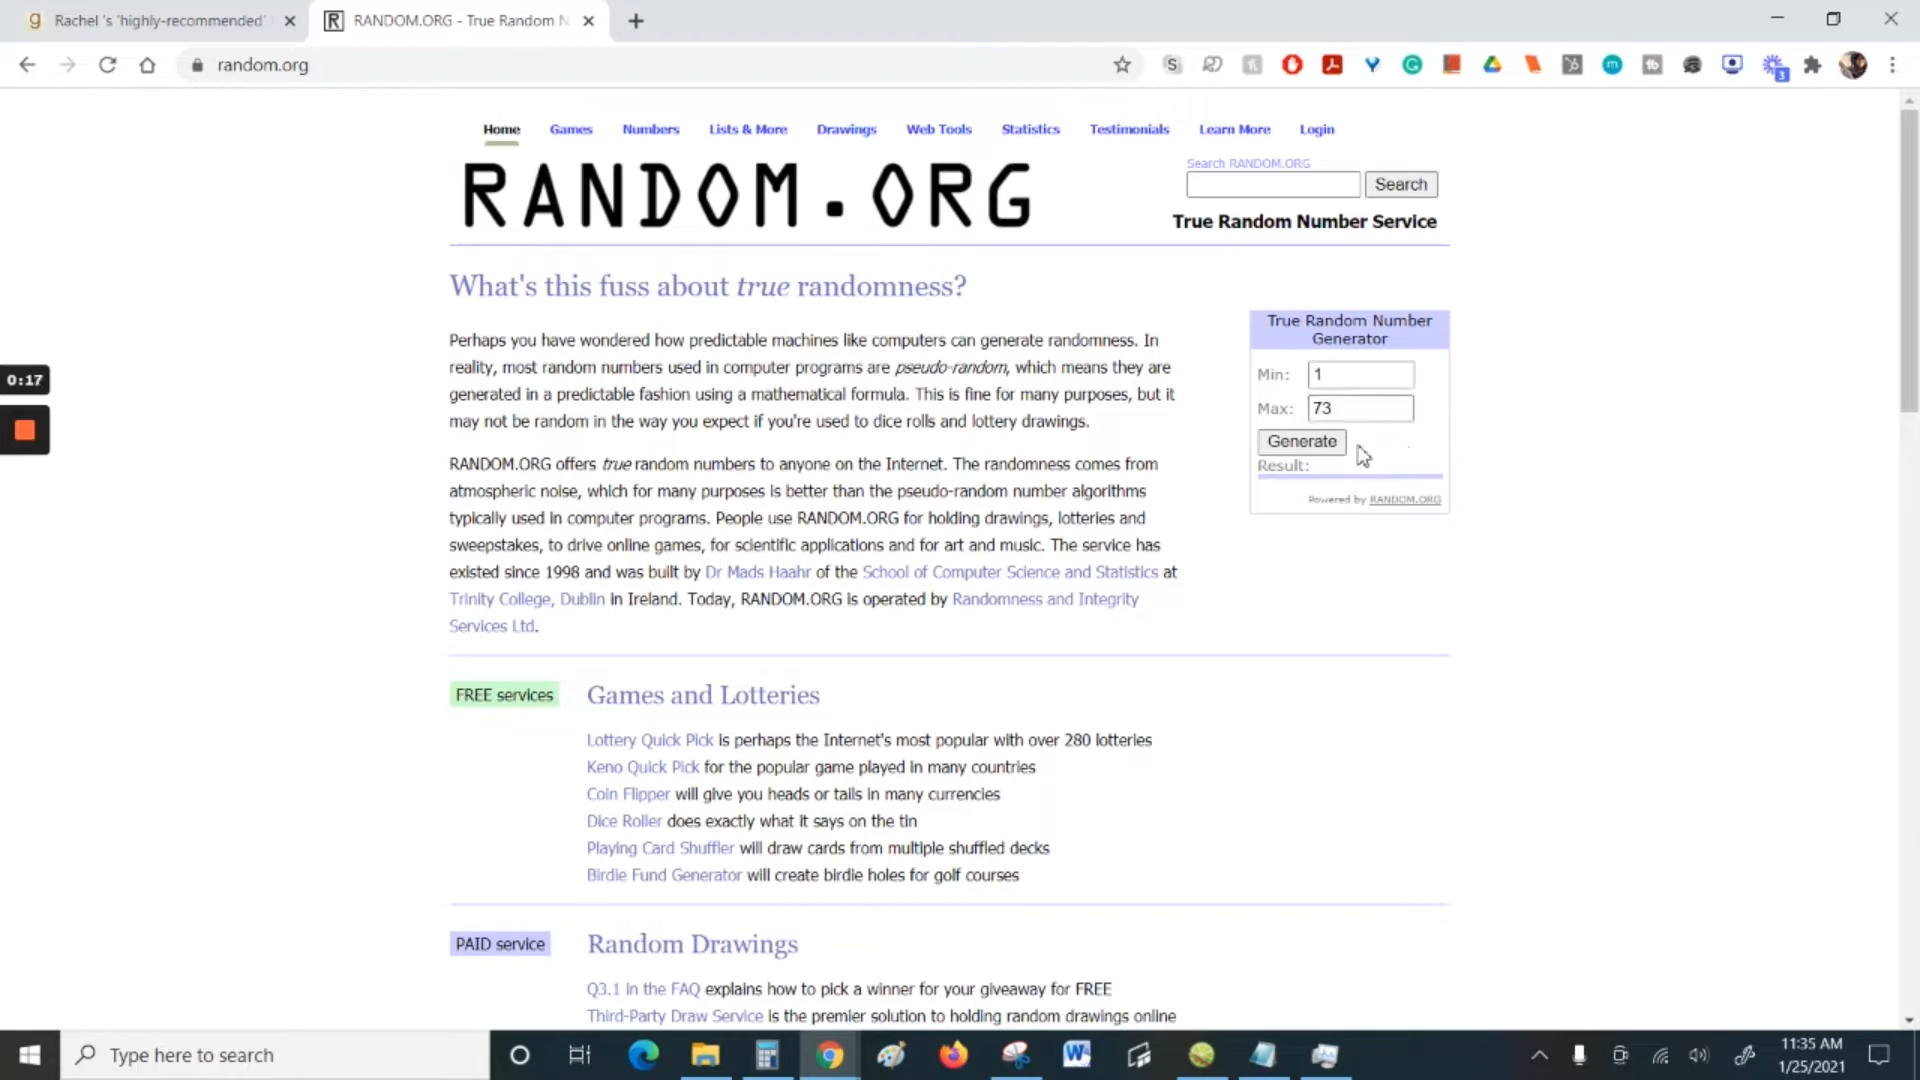 Rachel 's 'highly-recommended'
RANDOM.ORG - True Random N
random.org
3
Home Games Numbers Lists & More Drawings Web Tools Statistics Testimonials Learn More Login
RANDOM.ORG
Search RANDOM.ORG
Search
True Random Number Service
What's this fuss about true randomness?
Perhaps you have wondered how predictable machines like computers can generate randomness. In
reality, most random numbers used in computer programs are pseudo-random, which means they are
generated in a predictable fashion using a mathematical formula. This is fine for many purposes, but it
may not be random in the way you expect if you're used to dice rolls and lottery drawings.
RANDOM.ORG offers true random numbers to anyone on the Internet. The randomness comes from
atmospheric noise, which for many purposes is better than the pseudo-random number algorithms
typically used in computer programs. People use RANDOM.ORG for holding drawings, lotteries and
sweepstakes, to drive online games, for scientific applications and for art and music. The service has
existed since 1998 and was built by Dr Mads Haahr of the School of Computer Science and Statistics at
Trinity College, Dublin in Ireland. Today, RANDOM.ORG is operated by Randomness and Integrity
Services Ltd.
True Random Number
Generator
Min: 1
Max: 73
Generate
Result:
Powered by RANDOM.ORG
0:17
FREE services
Games and Lotteries
Lottery Quick Pick is perhaps the Internet's most popular with over 280 lotteries
Keno Quick Pick for the popular game played in many countries
Coin Flipper will give you heads or tails in many currencies
Dice Roller does exactly what it says on the tin
Playing Card Shuffler will draw cards from multiple shuffled decks
Birdie Fund Generator will create birdie holes for golf courses
PAID service
Random Drawings
Q3.1 in the FAQ explains how to pick a winner for your giveaway for FREE
Third-Party Draw Service is the premier solution to holding random drawings online
Type here to search
11:35 AM
1/25/2021